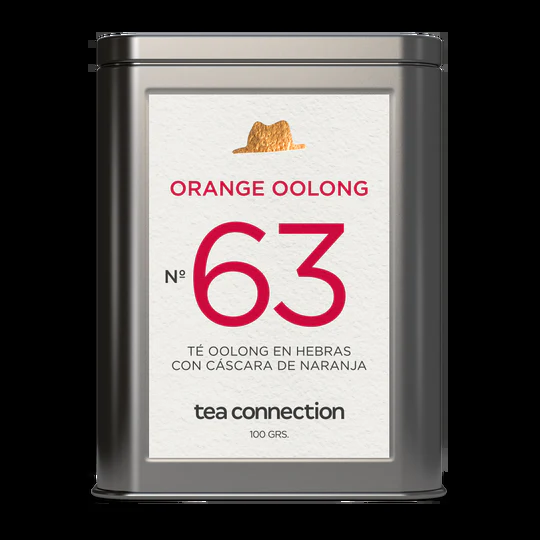 ORANGE OOLONG
Nº 63
TÉ OOLONG EN HEBRAS
CON CÁSCARA DE NARANJA
tea connection
100 GRS.